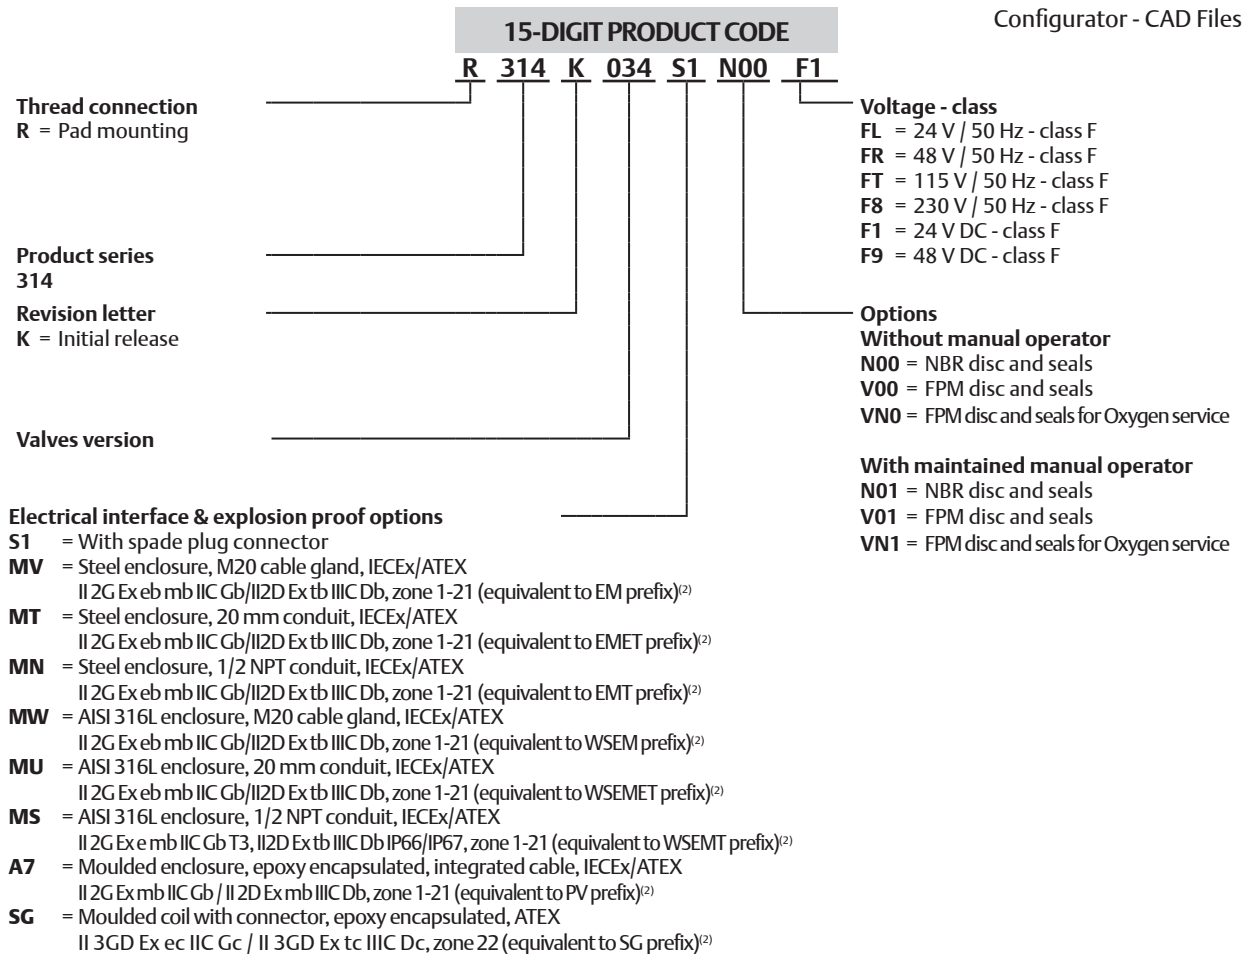 Configurator - CAD Files
15-DIGIT PRODUCT CODE
R 314 K 034 S1 N00 F1
Thread connection
R = Pad mounting
Product series
314
Revision letter
K = Initial release
Valves version
Electrical interface & explosion proof options
S1 = With spade plug connector
MV = Steel enclosure, M20 cable gland, IECEx/ATEX
II 2G Ex eb mb IIC Gb/II2D Ex tb IIIC Db, zone 1-21 (equivalent to EM prefix)(2)
MT = Steel enclosure, 20 mm conduit, IECEx/ATEX
II 2G Ex eb mb IIC Gb/II2D Ex tb IIIC Db, zone 1-21 (equivalent to EMET prefix)(2)
MN = Steel enclosure, 1/2 NPT conduit, IECEx/ATEX
II 2G Ex eb mb IIC Gb/II2D Ex tb IIIC Db, zone 1-21 (equivalent to EMT prefix)(2)
MW = AISI 316L enclosure, M20 cable gland, IECEx/ATEX
II 2G Ex eb mb IIC Gb/II2D Ex tb IIIC Db, zone 1-21 (equivalent to WSEM prefix)(2)
MU = AISI 316L enclosure, 20 mm conduit, IECEx/ATEX
II 2G Ex eb mb IIC Gb/II2D Ex tb IIIC Db, zone 1-21 (equivalent to WSEMET prefix)(2)
MS = AISI 316L enclosure, 1/2 NPT conduit, IECEx/ATEX
II 2G Ex e mb IIC Gb T3, II2D Ex tb IIIC Db IP66/IP67, zone 1-21 (equivalent to WSEMT prefix)(2)
A7 = Moulded enclosure, epoxy encapsulated, integrated cable, IECEx/ATEX
II 2G Ex mb IIC Gb / II 2D Ex mb IIIC Db, zone 1-21 (equivalent to PV prefix)(2)
SG = Moulded coil with connector, epoxy encapsulated, ATEX
II 3GD Ex ec IIC Gc / II 3GD Ex tc IIIC Dc, zone 22 (equivalent to SG prefix)(2)
Voltage - class
FL = 24 V / 50 Hz - class F
FR = 48 V / 50 Hz - class F
FT = 115 V / 50 Hz - class F
F8 = 230 V / 50 Hz - class F
F1 = 24 V DC - class F
F9 = 48 V DC - class F
Options
Without manual operator
N00 = NBR disc and seals
V00 = FPM disc and seals
VN0 = FPM disc and seals for Oxygen service
With maintained manual operator
N01 = NBR disc and seals
V01 = FPM disc and seals
VN1 = FPM disc and seals for Oxygen service